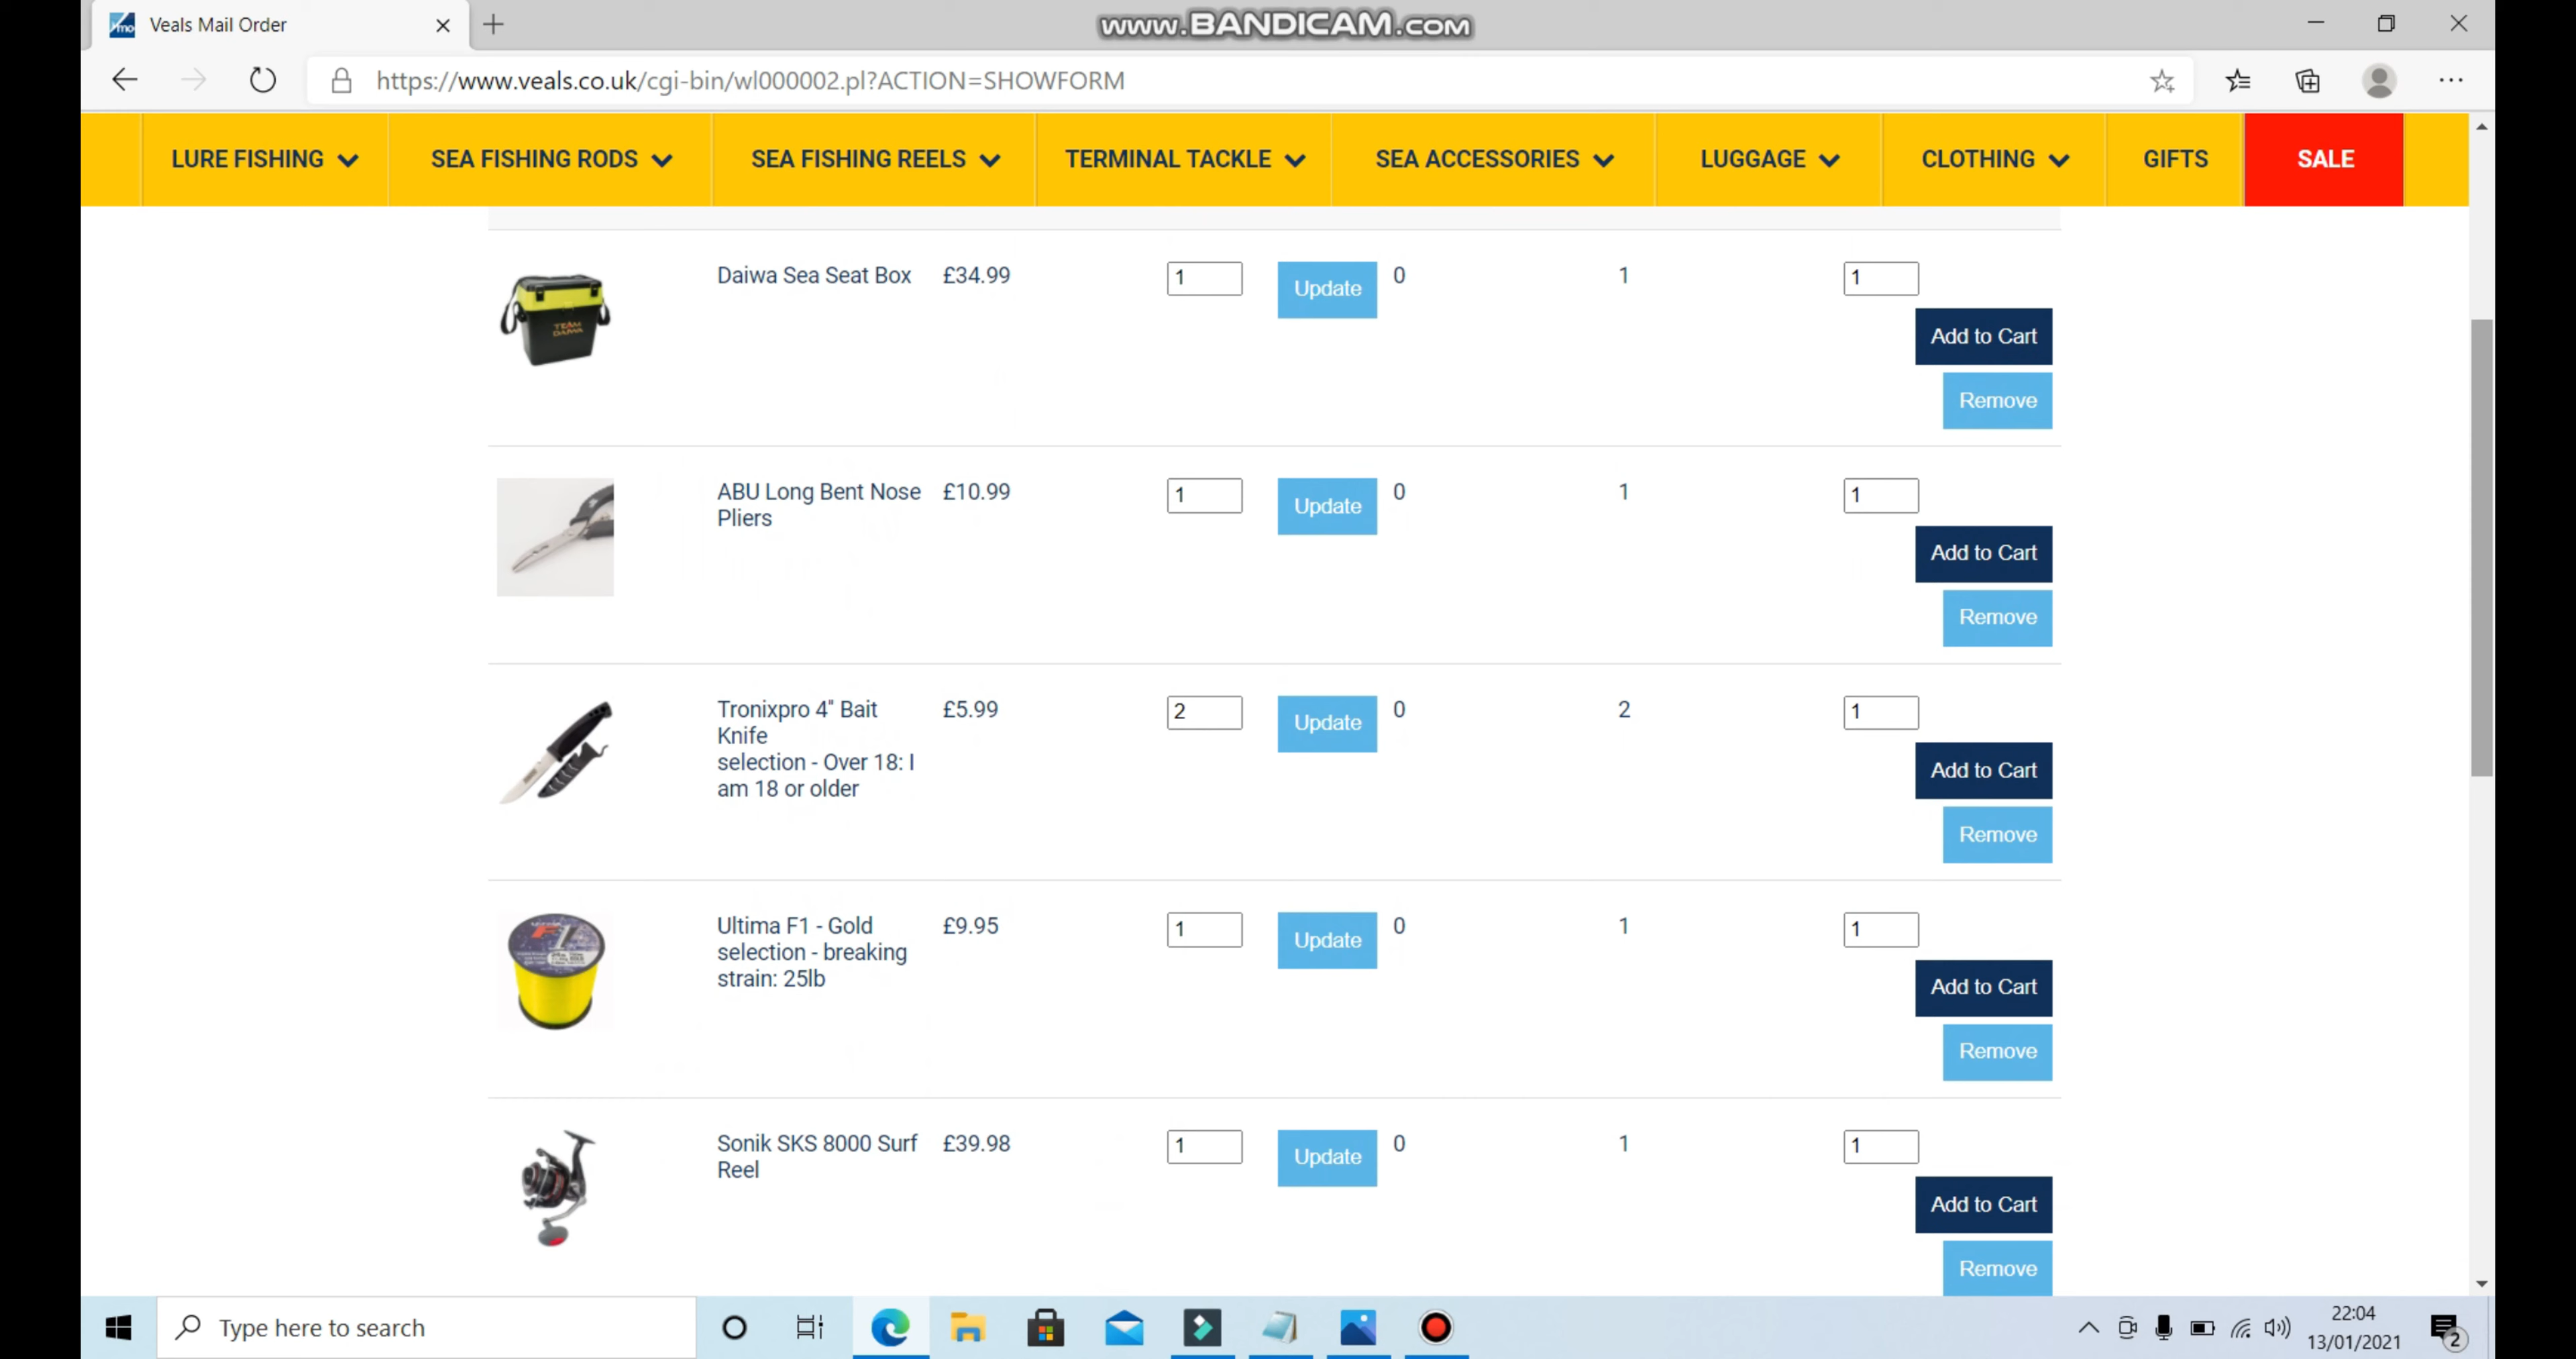 Veals Mail Order
www.BANDICAM.com
https://www.veals.co.uk/cgi-bin/wl000002.pl?ACTION=SHOWFORM
LURE FISHING SEA FISHING RODS SEA FISHING REELS TERMINAL TACKLE SEA ACCESSORIES LUGGAGE CLOTHING GIFTS SALE
TEAM
DAIWA
Daiwa Sea Seat Box £34.99 1 Update 0 1 1
Add to Cart
Remove
ABU Long Bent Nose £10.99 1 Update 0 1 1
Pliers
Add to Cart
Remove
Tronixpro 4" Bait £5.99 2 Update 0 2 1
Knife
selection - Over 18: I
am 18 or older
Add to Cart
Remove
F1
Ultima F1 - Gold £9.95 1 Update 0 1 1
selection - breaking
strain: 25lb
Add to Cart
Remove
Sonik SKS 8000 Surf £39.98 1 Update 0 1 1
Reel
Add to Cart
Remove
Type here to search
22:04
13/01/2021
2